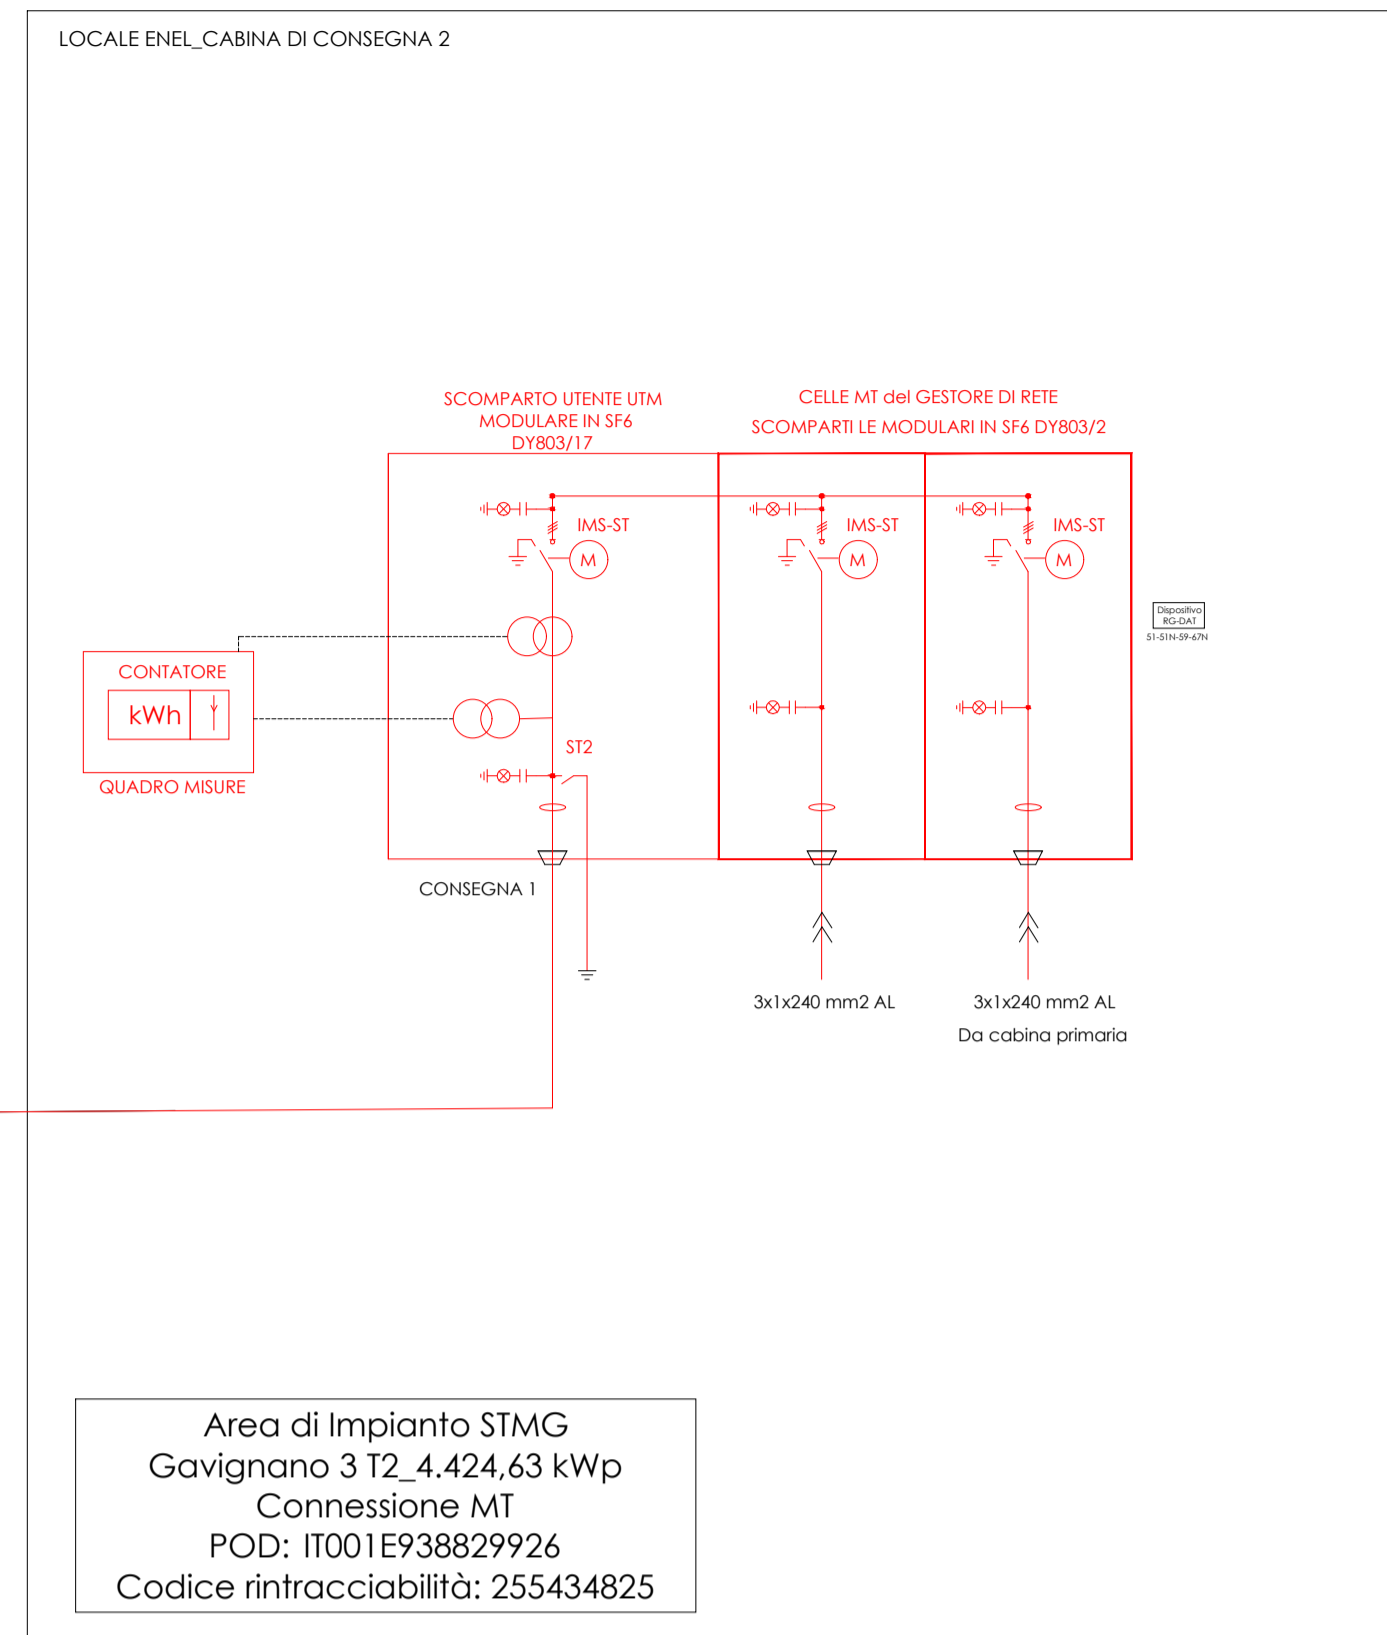 LOCALE ENEL_CABINA DI CONSEGNA 2
SCOMPARTO UTENTE UTM
MODULARE IN SF6
DY803/17
CELLE MT del GESTORE DI RETE
SCOMPARTI LE MODULARI IN SF6 DY803/2
IMS-ST
IMS-ST
IMS-ST
M
M
M
Dispositivo
RG-DAT
51-51N-59-67N
CONTATORE
kWh
QUADRO MISURE
ST2
CONSEGNA 1
3x1x240 mm2 AL
3x1x240 mm2 AL
Da cabina primaria
Area di Impianto STMG
Gavignano 3 T2_4.424,63 kWp
Connessione MT
POD: IT001E938829926
Codice rintracciabilità: 255434825